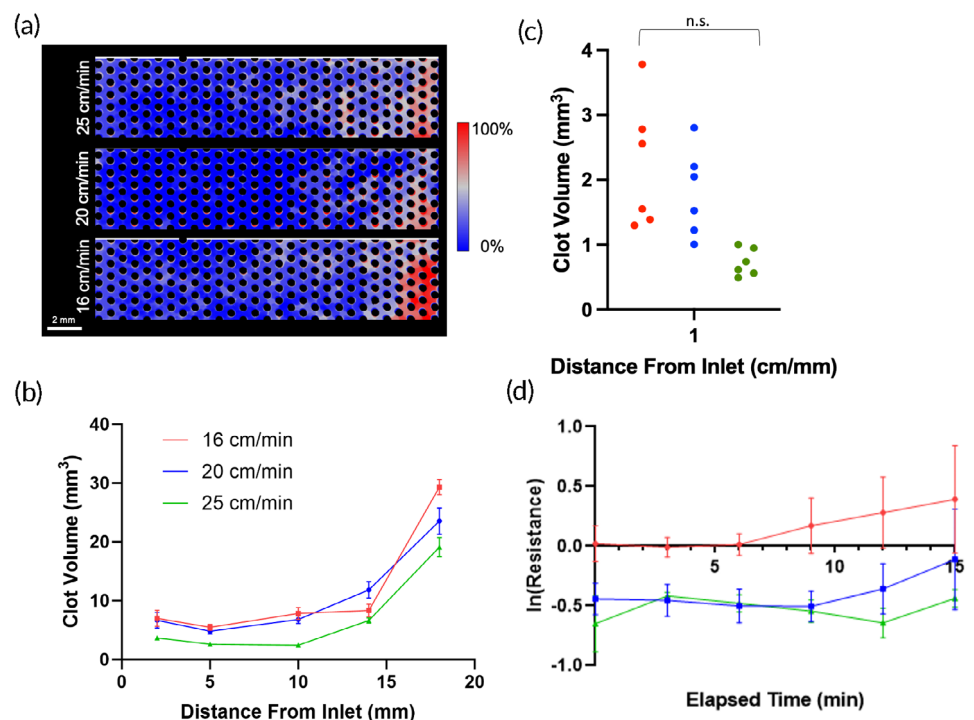 (a)
25 cm/min
20 cm/min
16 cm/min
2 mm
100%
0%
(c)
n.s.
Clot Volume (mm³)
4
3
2
1
0
1
Distance From Inlet (cm/mm)
(b)
Clot Volume (mm³)
40
30
20
10
0
16 cm/min
20 cm/min
25 cm/min
0
5
10
15
20
Distance From Inlet (mm)
(d)
ln(Resistance)
1.0
0.5
0.0
-0.5
-1.0
5
10
15
Elapsed Time (min)